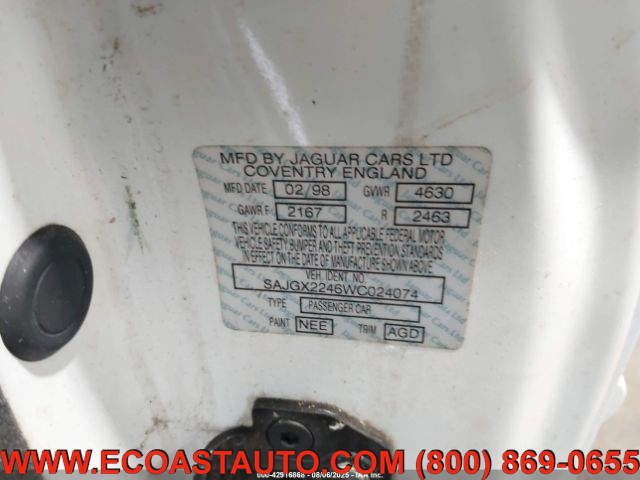 MFD BY JAGUAR CARS LTD
COVENTRY ENGLAND
MFD DATE 02/98 GVWR 4630
GAWR F 2167 R 2463
THIS VEHICLE CONFORMS TO ALL APPLICABLE FEDERAL MOTOR
VEHICLE SAFETY BUMPER AND THEFT PREVENTION STANDARDS
IN EFFECT ON THE DATE OF MANUFACTURE SHOWN ABOVE.
VEH. IDENT NO.
SAJGX2246WC024074
TYPE PASSENGER CAR
PAINT NEE TRIM AGD
WWW.ECOASTAUTO.COM (800) 869-0655